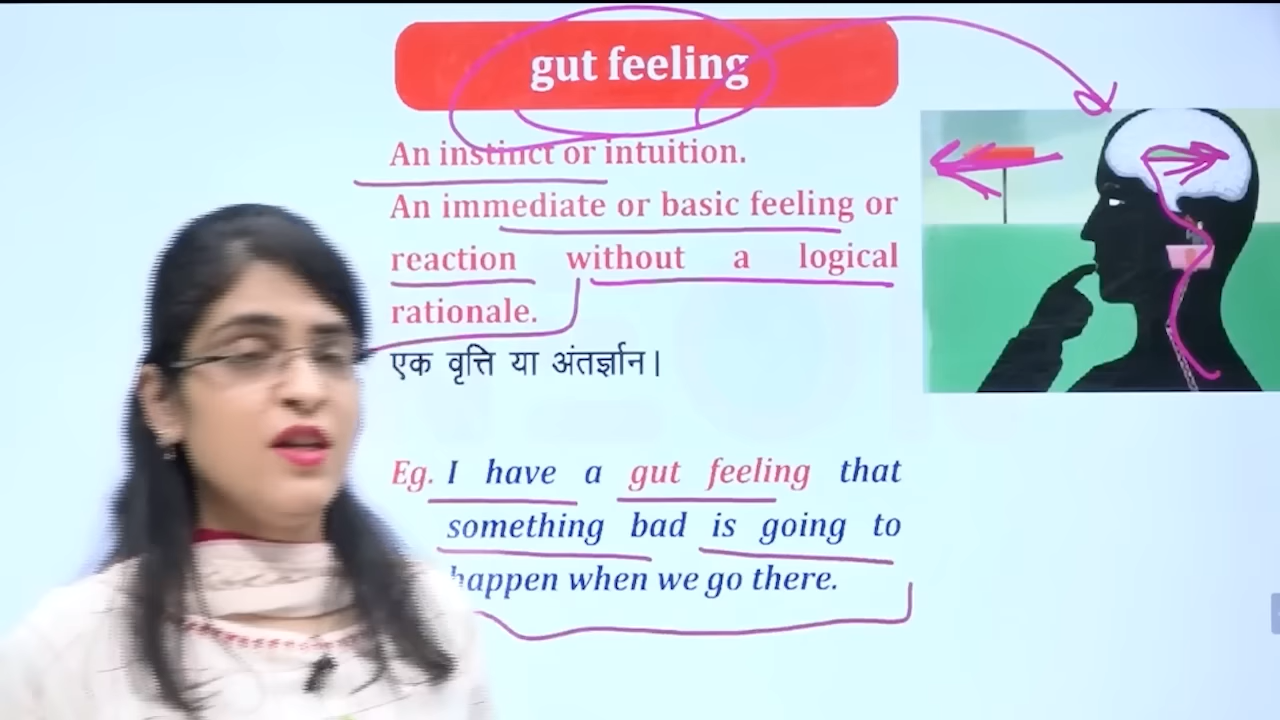 gut feeling
An instinct or intuition.
An immediate or basic feeling or
reaction without a logical
rationale.
एक वृत्ति या अंतर्ज्ञान।
Eg. I have a gut feeling that
something bad is going to
happen when we go there.